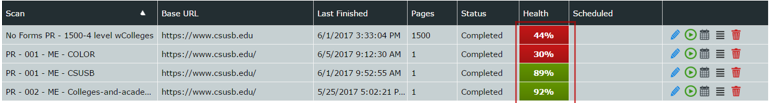 Scan Base URL Last Finished Pages Status Health Scheduled
No Forms PR - 1500-4 level wColleges https://www.csusb.edu/ 6/1/2017 3:33:04 PM 1500 Completed 44%
PR - 001 - ME - COLOR https://www.csusb.edu/ 6/5/2017 9:12:30 AM 1 Completed 30%
PR - 001 - ME - CSUSB https://www.csusb.edu/ 6/1/2017 9:52:55 AM 1 Completed 89%
PR - 002 - ME - Colleges-and-acade... https://www.csusb.edu/ 5/25/2017 5:02:21 P... 1 Completed 92%